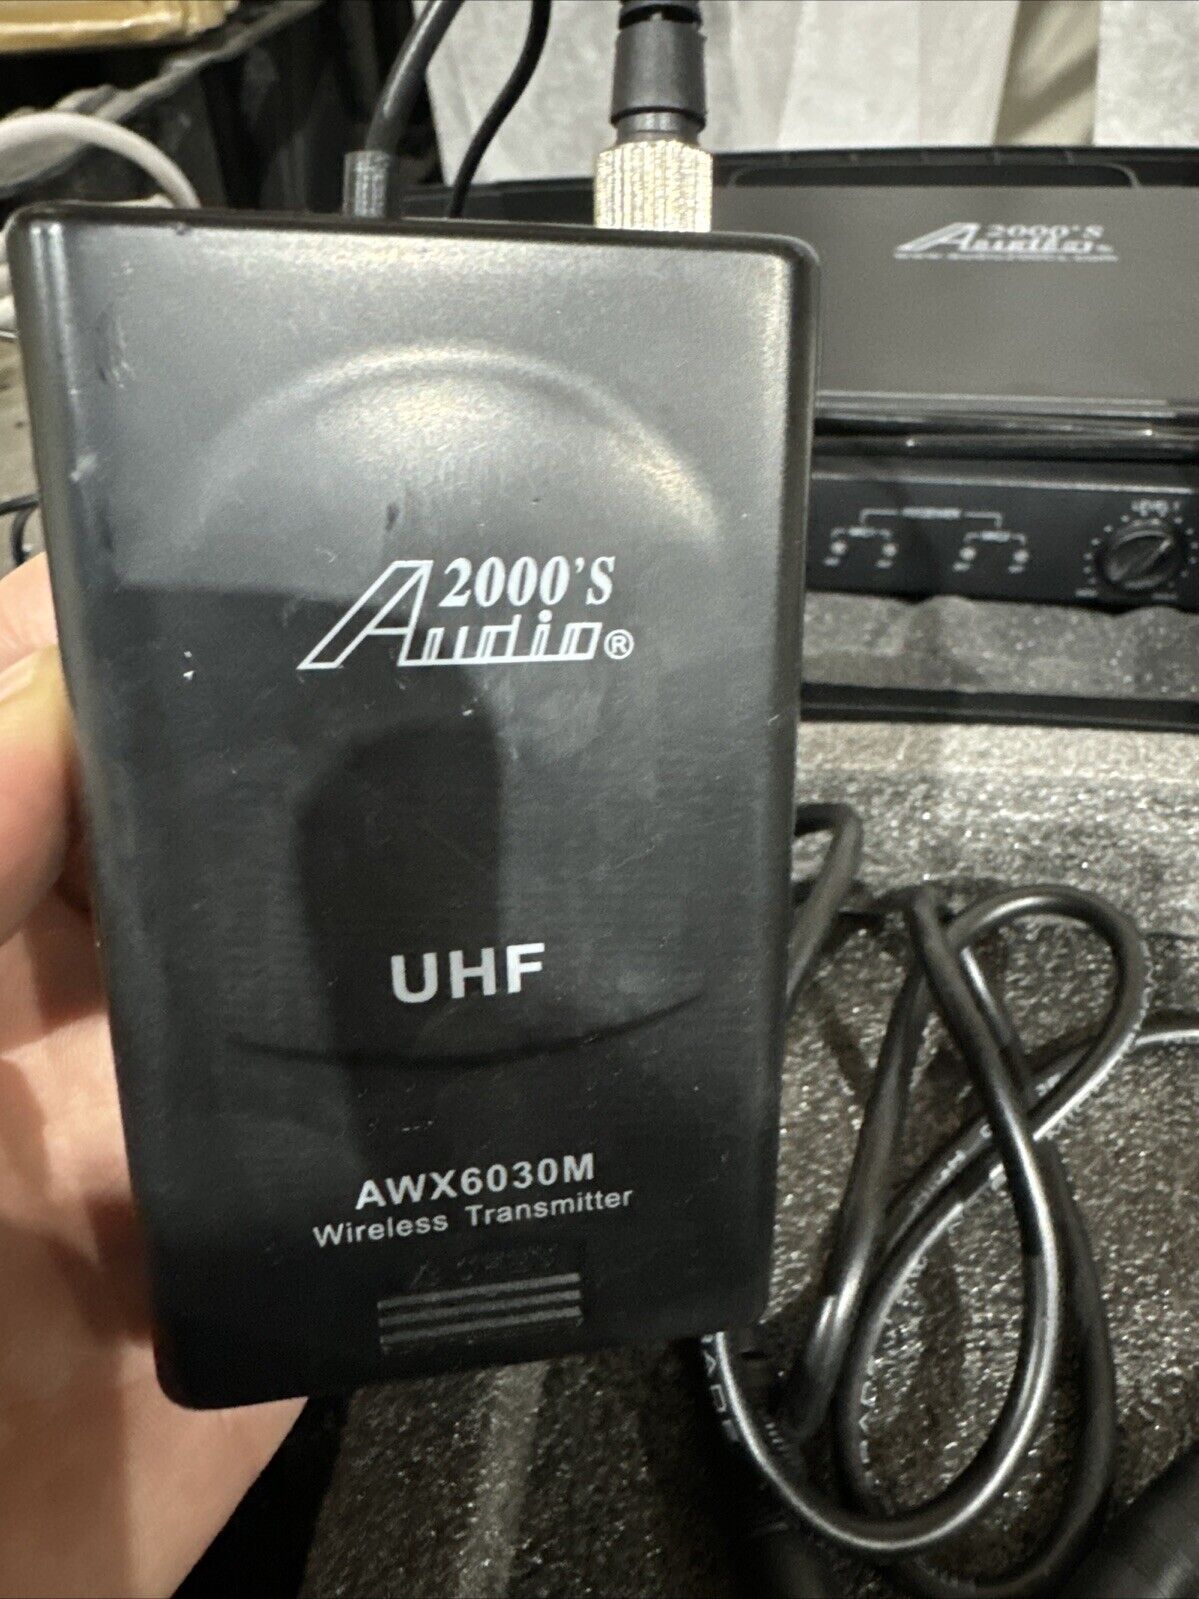 2000'S
Audio®
UHF
AWX6030M
Wireless Transmitter
2000'S
Audio